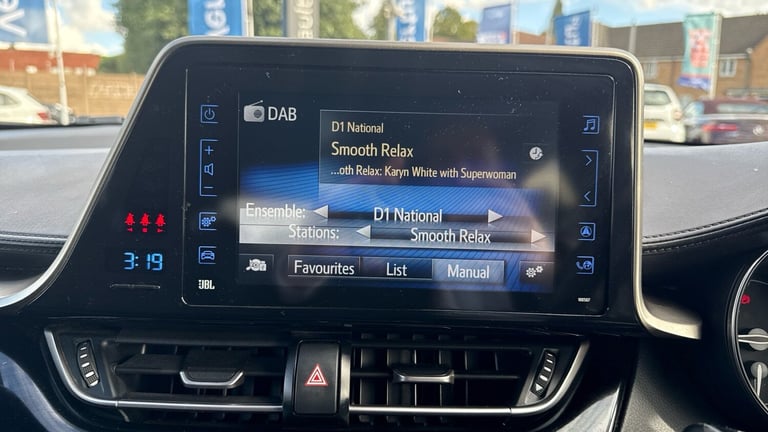 DAB
D1 National
Smooth Relax
...oth Relax: Karyn White with Superwoman
Ensemble: D1 National
Stations: Smooth Relax
Favourites List Manual
3:19
JBL